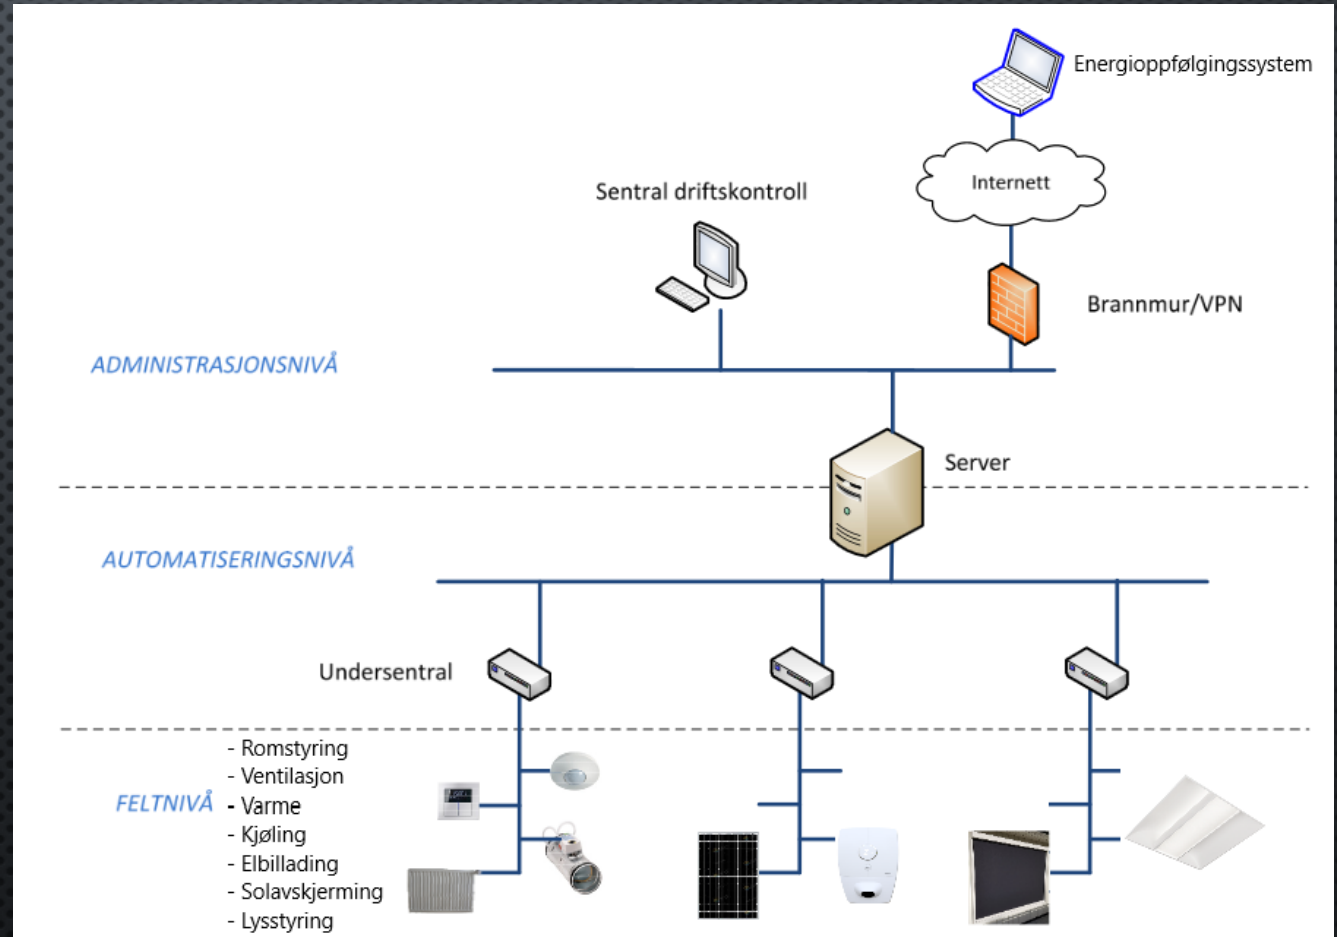 Energioppfølgingssystem
Internett
Sentral driftskontroll
Brannmur/VPN
ADMINISTRASJONSNIVÅ
Server
AUTOMATISERINGSNIVÅ
Undersentral
FELTNIVÅ
- Romstyring
- Ventilasjon
- Varme
- Kjøling
- Elbillading
- Solavskjerming
- Lysstyring